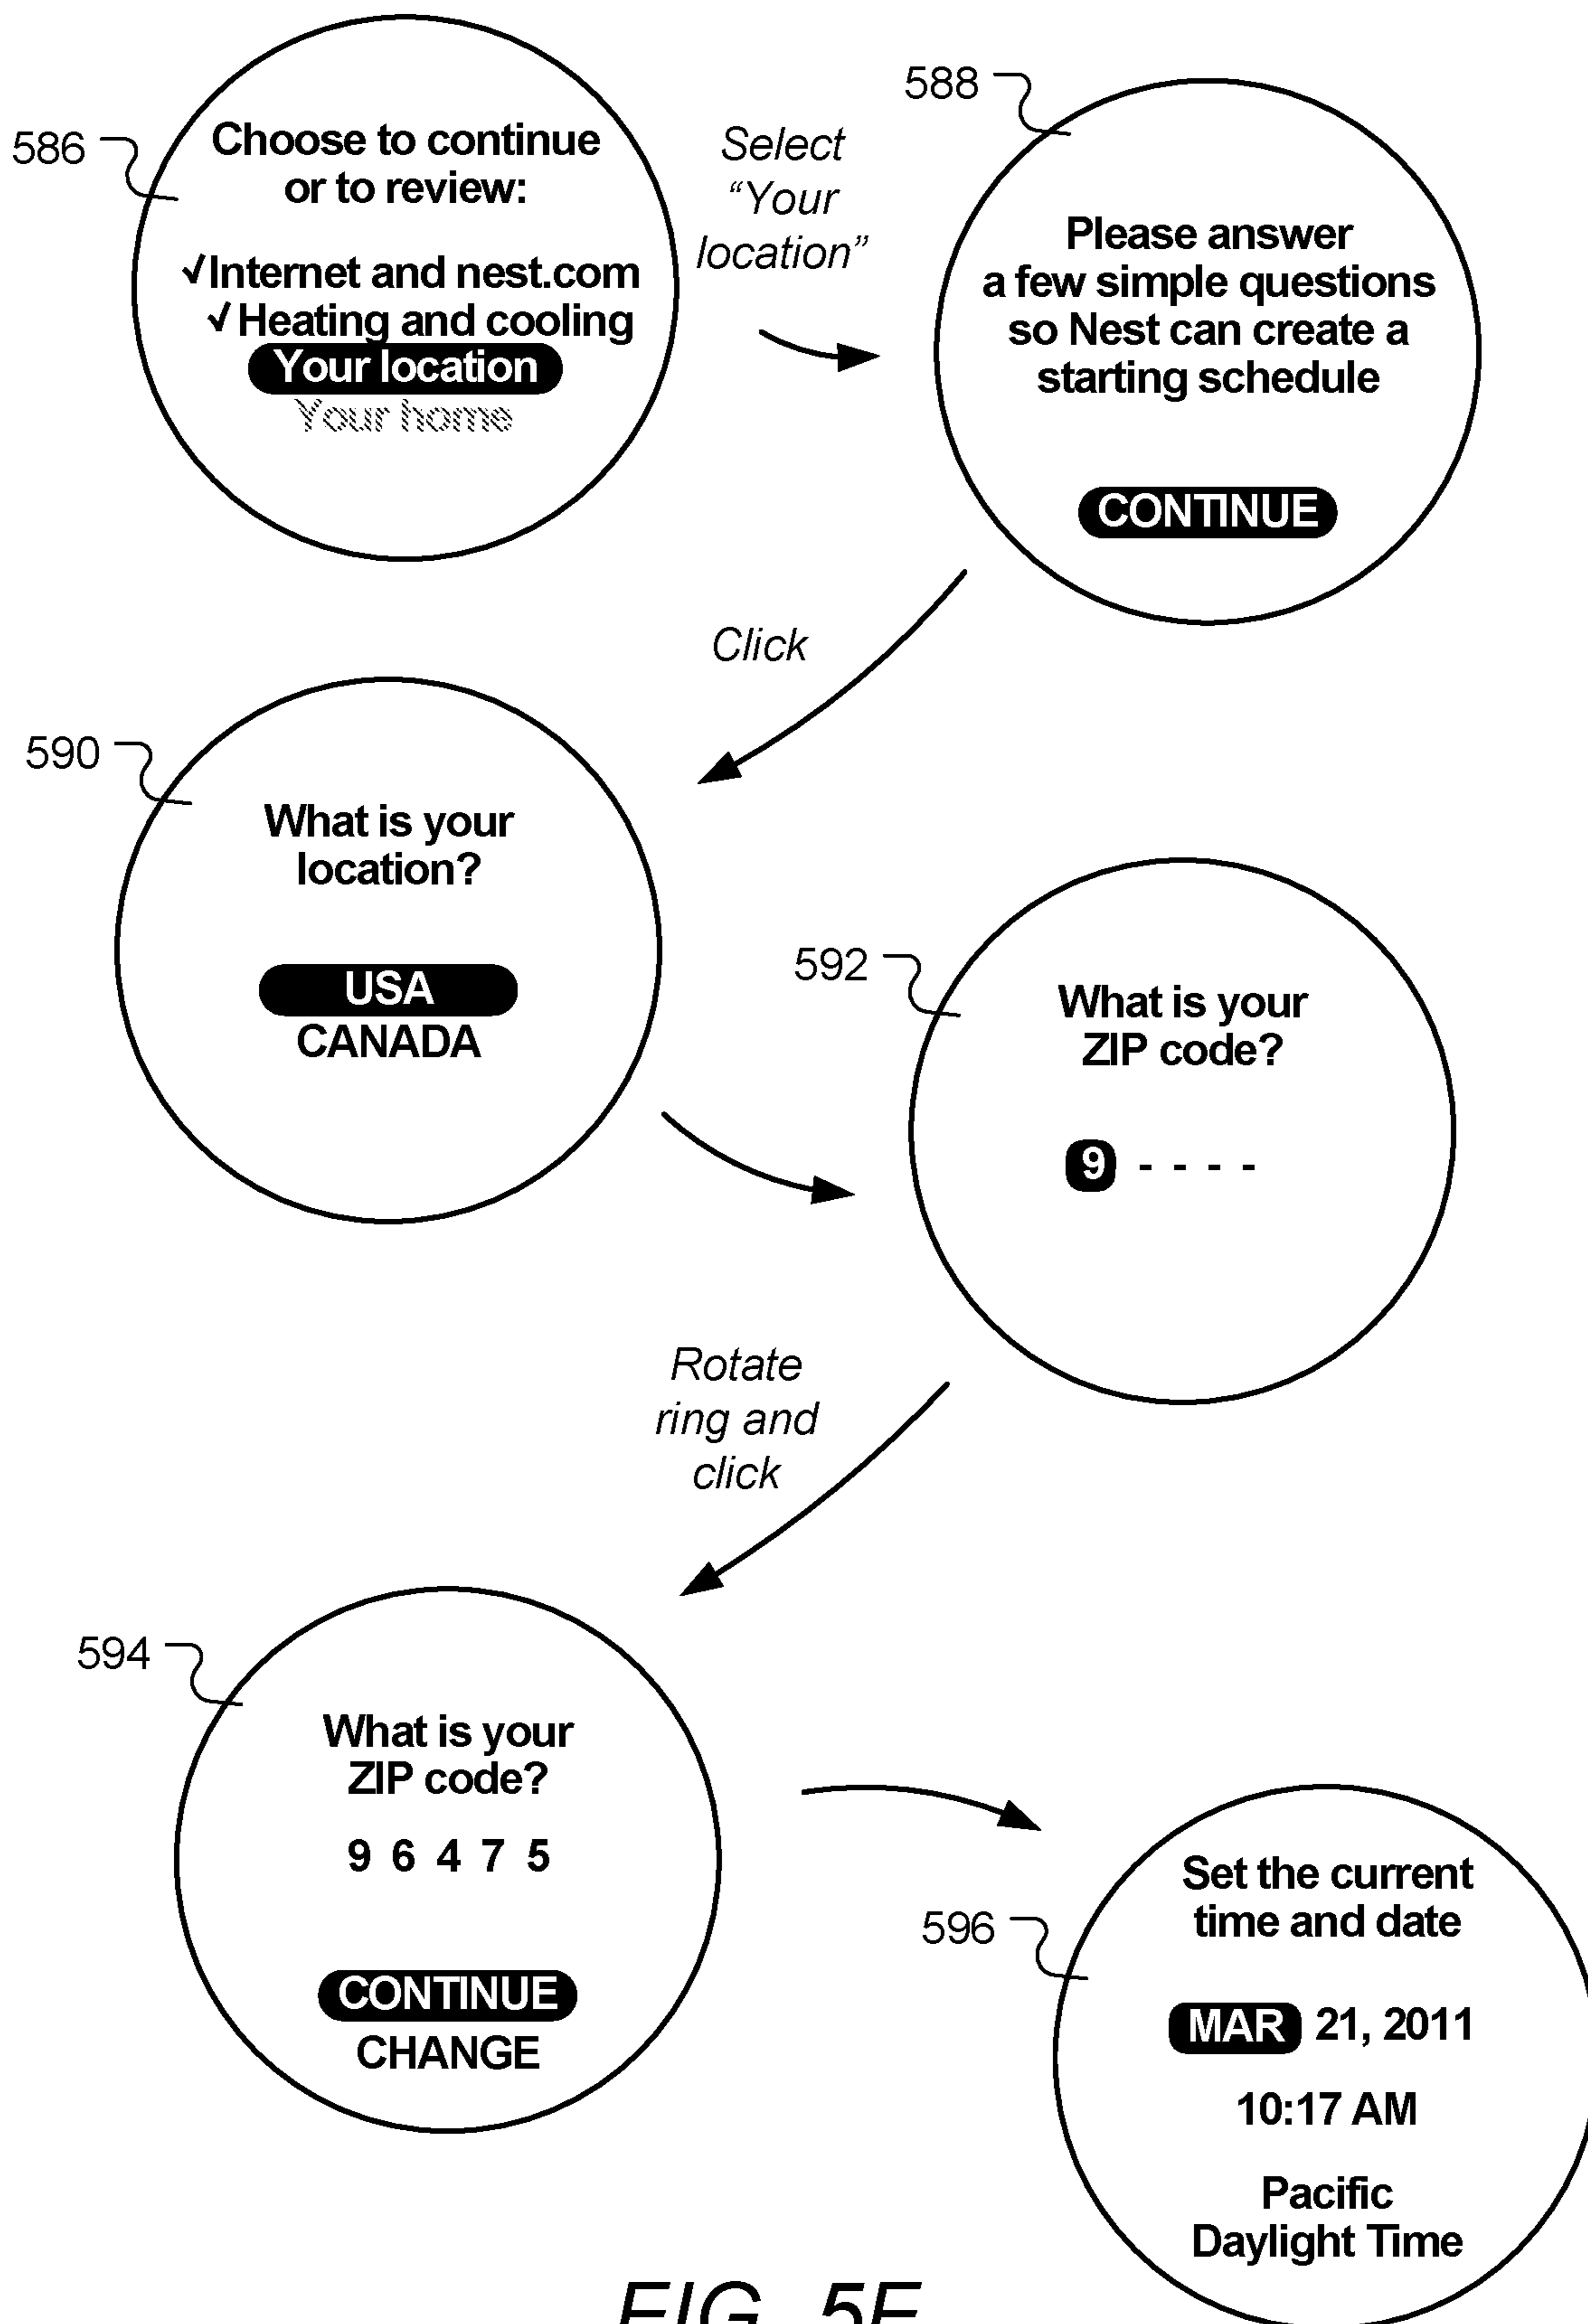 586
Choose to continue
or to review:
√Internet and nest.com
√Heating and cooling
Your location
Your home
Select
“Your
location”
588
Please answer
a few simple questions
so Nest can create a
starting schedule
CONTINUE
Click
590
What is your
location?
USA
CANADA
592
What is your
ZIP code?
9 - - - -
Rotate
ring and
click
594
What is your
ZIP code?
9 6 4 7 5
CONTINUE
CHANGE
596
Set the current
time and date
MAR 21, 2011
10:17 AM
Pacific
Daylight Time
FIG. 5E